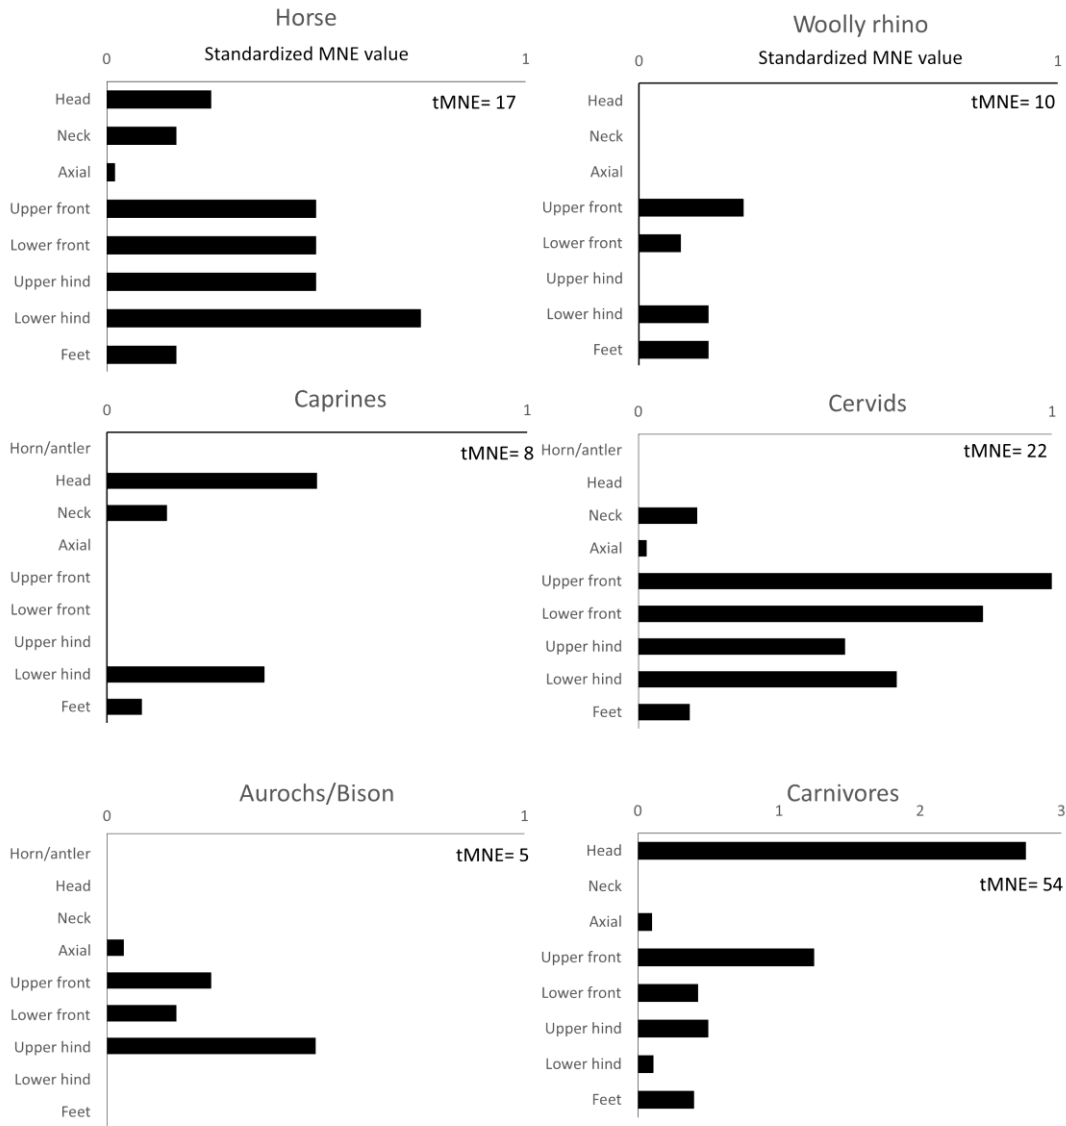 Horse
Standardized MNE value
0 1
tMNE= 17
Head
Neck
Axial
Upper front
Lower front
Upper hind
Lower hind
Feet
Woolly rhino
Standardized MNE value
0 1
tMNE= 10
Head
Neck
Axial
Upper front
Lower front
Upper hind
Lower hind
Feet
Caprines
0 1
tMNE= 8
Horn/antler
Head
Neck
Axial
Upper front
Lower front
Upper hind
Lower hind
Feet
Cervids
0 1
tMNE= 22
Horn/antler
Head
Neck
Axial
Upper front
Lower front
Upper hind
Lower hind
Feet
Aurochs/Bison
0 1
tMNE= 5
Horn/antler
Head
Neck
Axial
Upper front
Lower front
Upper hind
Lower hind
Feet
Carnivores
0 1 2 3
Head
Neck
tMNE= 54
Axial
Upper front
Lower front
Upper hind
Lower hind
Feet